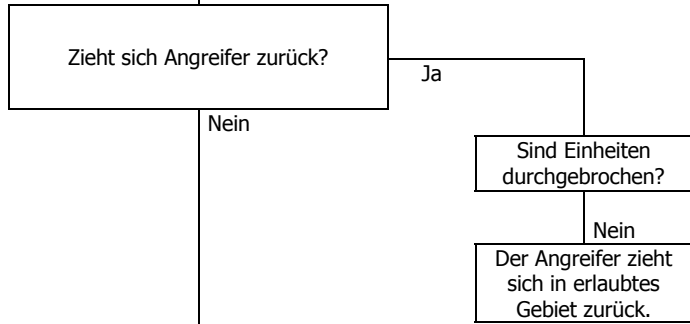 Zieht sich Angreifer zurück?
Ja
Nein
Sind Einheiten
durchgebrochen?
Nein
Der Angreifer zieht
sich in erlaubtes
Gebiet zurück.